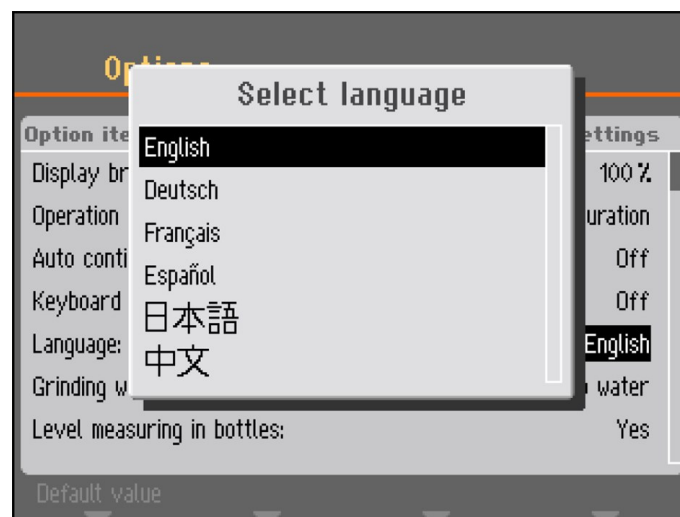 Select language
Option ite ettings
English
Display br 100 %
Deutsch
Operation uration
Français
Auto conti Off
Español
Keyboard Off
日本語
Language: English
中文
Grinding w water
Level measuring in bottles: Yes
Default value